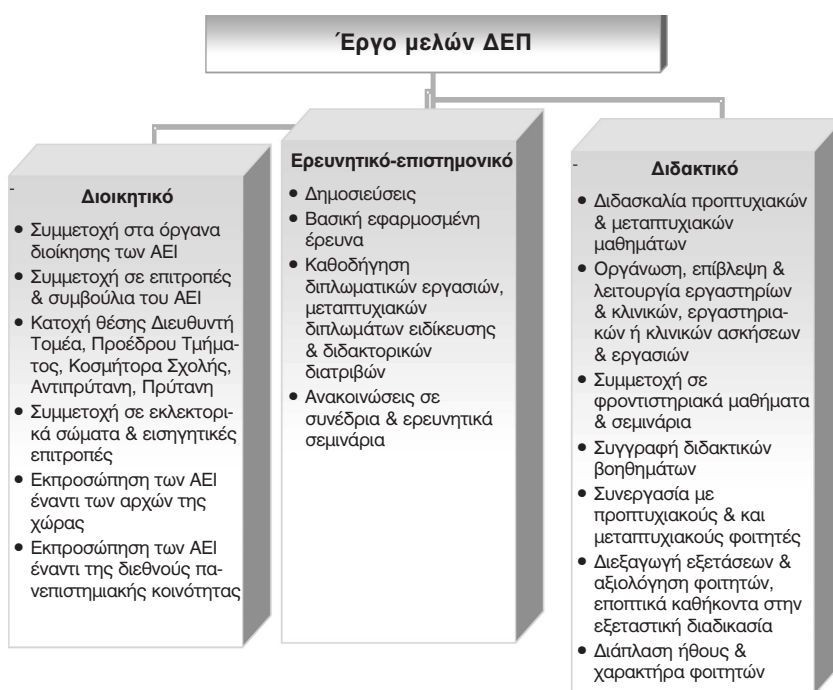 Έργο μελών ΔΕΠ
-
Διοικητικό
• Συμμετοχή στα όργανα
διοίκησης των ΑΕΙ
• Συμμετοχή σε επιτροπές
& συμβούλια του ΑΕΙ
• Κατοχή θέσης Διευθυντή
Τομέα, Προέδρου Τμήμα-
τος, Κοσμήτορα Σχολής,
Αντιπρύτανη, Πρύτανη
• Συμμετοχή σε εκλεκτορι-
κά σώματα & εισηγητικές
επιτροπές
• Εκπροσώπηση των ΑΕΙ
έναντι των αρχών της
χώρας
• Εκπροσώπηση των ΑΕΙ
έναντι της διεθνούς πα-
νεπιστημιακής κοινότητας
Ερευνητικό-επιστημονικό
• Δημοσιεύσεις
• Βασική εφαρμοσμένη
έρευνα
• Καθοδήγηση
διπλωματικών εργασιών,
μεταπτυχιακών
διπλωμάτων ειδίκευσης
& διδακτορικών
διατριβών
• Ανακοινώσεις σε
συνέδρια & ερευνητικά
σεμινάρια
-
Διδακτικό
• Διδασκαλία προπτυχιακών
& μεταπτυχιακών
μαθημάτων
• Οργάνωση, επίβλεψη &
λειτουργία εργαστηρίων
& κλινικών, εργαστηρια-
κών ή κλινικών ασκήσεων
& εργασιών
• Συμμετοχή σε
φροντιστηριακά μαθήματα
& σεμινάρια
• Συγγραφή διδακτικών
βοηθημάτων
• Συνεργασία με
προπτυχιακούς & και
μεταπτυχιακούς φοιτητές
• Διεξαγωγή εξετάσεων &
αξιολόγηση φοιτητών,
εποπτικά καθήκοντα στην
εξεταστική διαδικασία
• Διάπλαση ήθους &
χαρακτήρα φοιτητών